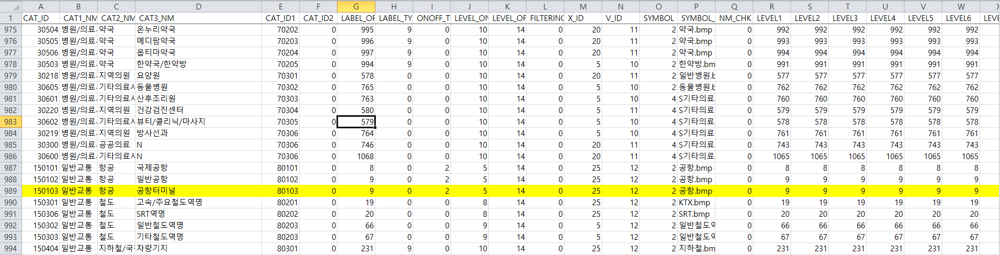 A B C D E F G H I J K L M N O P Q R S T U V W X
1 CAT_ID CAT1_NM CAT2_NM CAT3_NM CAT_ID1 CAT_ID2 LABEL_OF LABEL_TY ONOFF_T LEVEL_ON LEVEL_OF FILTERING X_ID V_ID SYMBOL SYMBOL_ NM_CHK LEVEL1 LEVEL2 LEVEL3 LEVEL4 LEVEL5 LEVEL6 LEVE
975 30504 병원/의료 약국 온누리약국 70202 0 995 9 0 10 14 0 20 11 2 약국.bmp 0 992 992 992 992 992 992
976 30505 병원/의료 약국 메디팜약국 70203 0 996 9 0 10 14 0 20 11 2 약국.bmp 0 993 993 993 993 993 993
977 30506 병원/의료 약국 옵티마약국 70204 0 997 9 0 10 14 0 20 11 2 약국.bmp 0 994 994 994 994 994 994
978 30503 병원/의료 약국 한약국/한약방 70205 0 994 9 0 10 14 0 5 10 2 한약방.bm 0 991 991 991 991 991 991
979 30218 병원/의료 지역의원 요양원 70301 0 578 0 0 10 14 0 20 11 2 일반병원.b 0 577 577 577 577 577 577
980 30605 병원/의료 기타의료시 동물병원 70302 0 765 0 0 10 14 0 5 10 2 동물병원.b 0 762 762 762 762 762 762
981 30601 병원/의료 기타의료시 산후조리원 70303 0 763 0 0 10 14 0 5 10 4 S기타의료 0 760 760 760 760 760 760
982 30220 병원/의료 지역의원 건강검진센터 70304 0 580 0 0 10 14 0 5 11 4 S기타의료 0 579 579 579 579 579 579
983 30602 병원/의료 기타의료시 뷰티/클리닉/마사지 70305 0 579 0 0 10 14 0 5 10 4 S기타의료 0 578 578 578 578 578 578
984 30219 병원/의료 지역의원 방사선과 70306 0 764 0 0 10 14 0 5 10 4 S기타의료 0 761 761 761 761 761 761
985 30300 병원/의료 공공의료 N 70306 0 746 0 0 10 14 0 20 11 4 S기타의료 0 743 743 743 743 743 743
986 30600 병원/의료 기타의료시 N 70306 0 1068 0 0 10 14 0 20 11 4 S기타의료 0 1065 1065 1065 1065 1065 1065
987 150101 일반교통 항공 국제공항 80101 0 8 0 2 5 14 0 25 12 2 공항.bmp 0 8 8 8 8 8 8
988 150102 일반교통 항공 일반공항 80102 0 9 0 2 5 14 0 25 12 2 공항.bmp 0 9 9 9 9 9 9
989 150103 일반교통 항공 공항터미널 80103 0 9 0 2 5 14 0 25 12 2 공항.bmp 0 9 9 9 9 9 9
990 150301 일반교통 철도 고속/주요철도역명 80201 0 19 0 0 8 14 0 25 12 2 KTX.bmp 0 19 19 19 19 19 19
991 150306 일반교통 철도 SRT역명 80202 0 20 0 0 8 14 0 25 12 2 SRT.bmp 0 20 20 20 20 20 20
992 150302 일반교통 철도 일반철도역명 80203 0 66 0 0 9 14 0 5 12 2 일반철도역 0 66 66 66 66 66 66
993 150303 일반교통 철도 기타철도역명 80203 0 67 0 0 9 14 0 5 12 2 일반철도역 0 67 67 67 67 67 67
994 150404 일반교통 지하철/국 차량기지 80301 0 231 9 0 10 14 0 25 12 2 지하철.bm 0 231 231 231 231 231 231